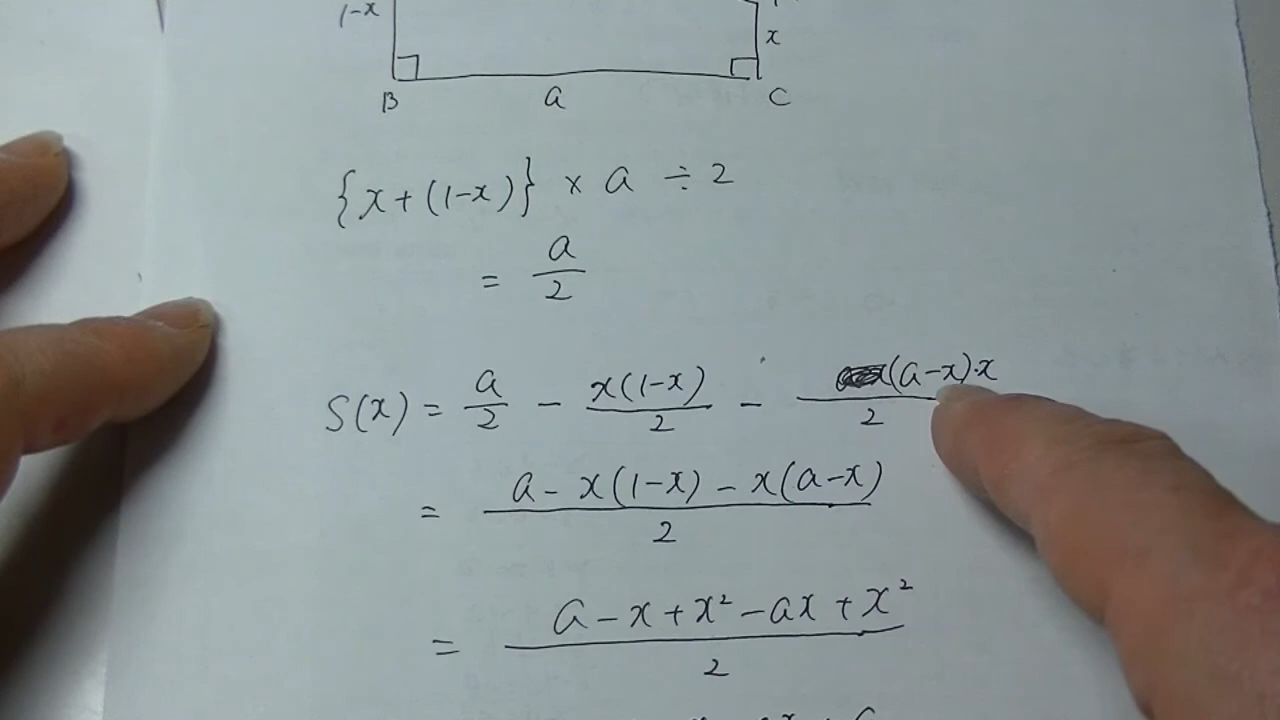 1-x
x
B a C
{x+(1-x)} × a ÷ 2
= a/2
S(x) = a/2 - x(1-x)/2 - (a-x)·x/2
= a - x(1-x) - x(a-x)/2
= a - x + x² - ax + x²/2